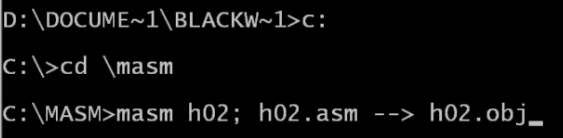 D:\DOCUME~1\BLACKW~1>c:
C:\>cd \masm
C:\MASM>masm h02; h02.asm --> h02.obj_